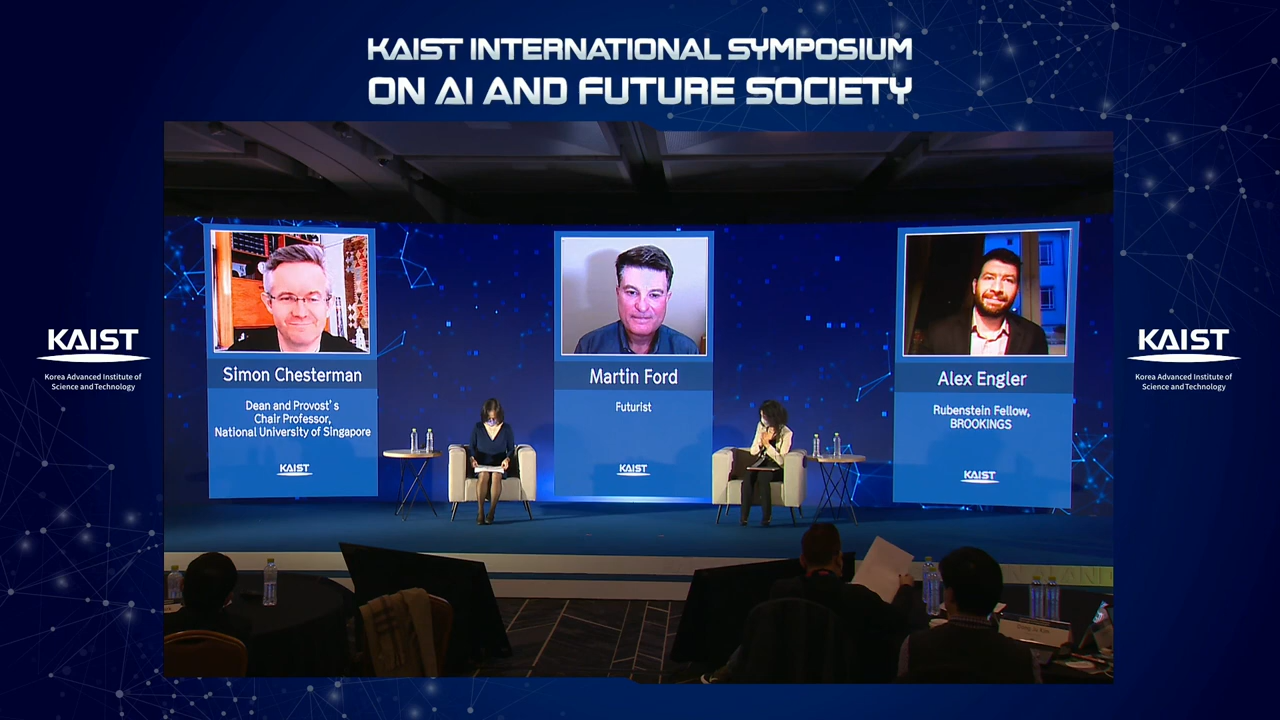 KAIST INTERNATIONAL SYMPOSIUM
ON AI AND FUTURE SOCIETY
KAIST
Korea Advanced Institute of
Science and Technology
Simon Chesterman
Dean and Provost's
Chair Professor,
National University of Singapore
KAIST
Martin Ford
Futurist
KAIST
Alex Engler
Rubenstein Fellow,
BROOKINGS
KAIST
KAIST
Korea Advanced Institute of
Science and Technology